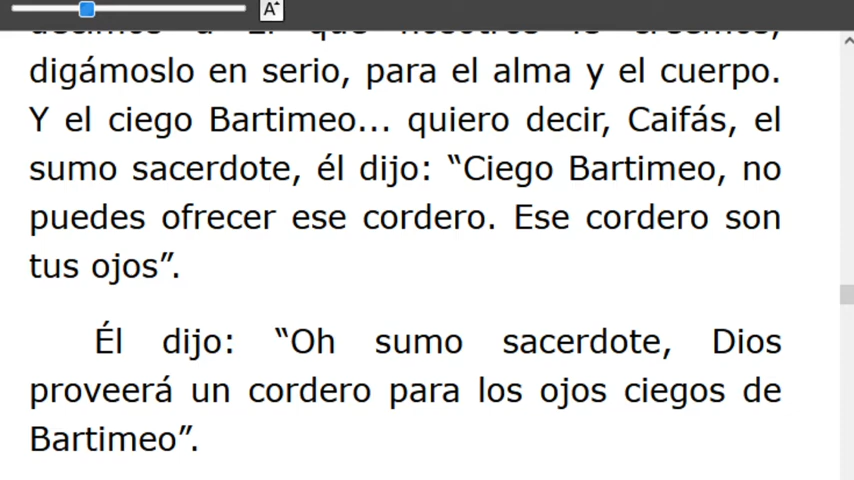 A
digámoslo en serio, para el alma y el cuerpo.
Y el ciego Bartimeo... quiero decir, Caifás, el
sumo sacerdote, él dijo: “Ciego Bartimeo, no
puedes ofrecer ese cordero. Ese cordero son
tus ojos”.
Él dijo: “Oh sumo sacerdote, Dios
proveerá un cordero para los ojos ciegos de
Bartimeo”.